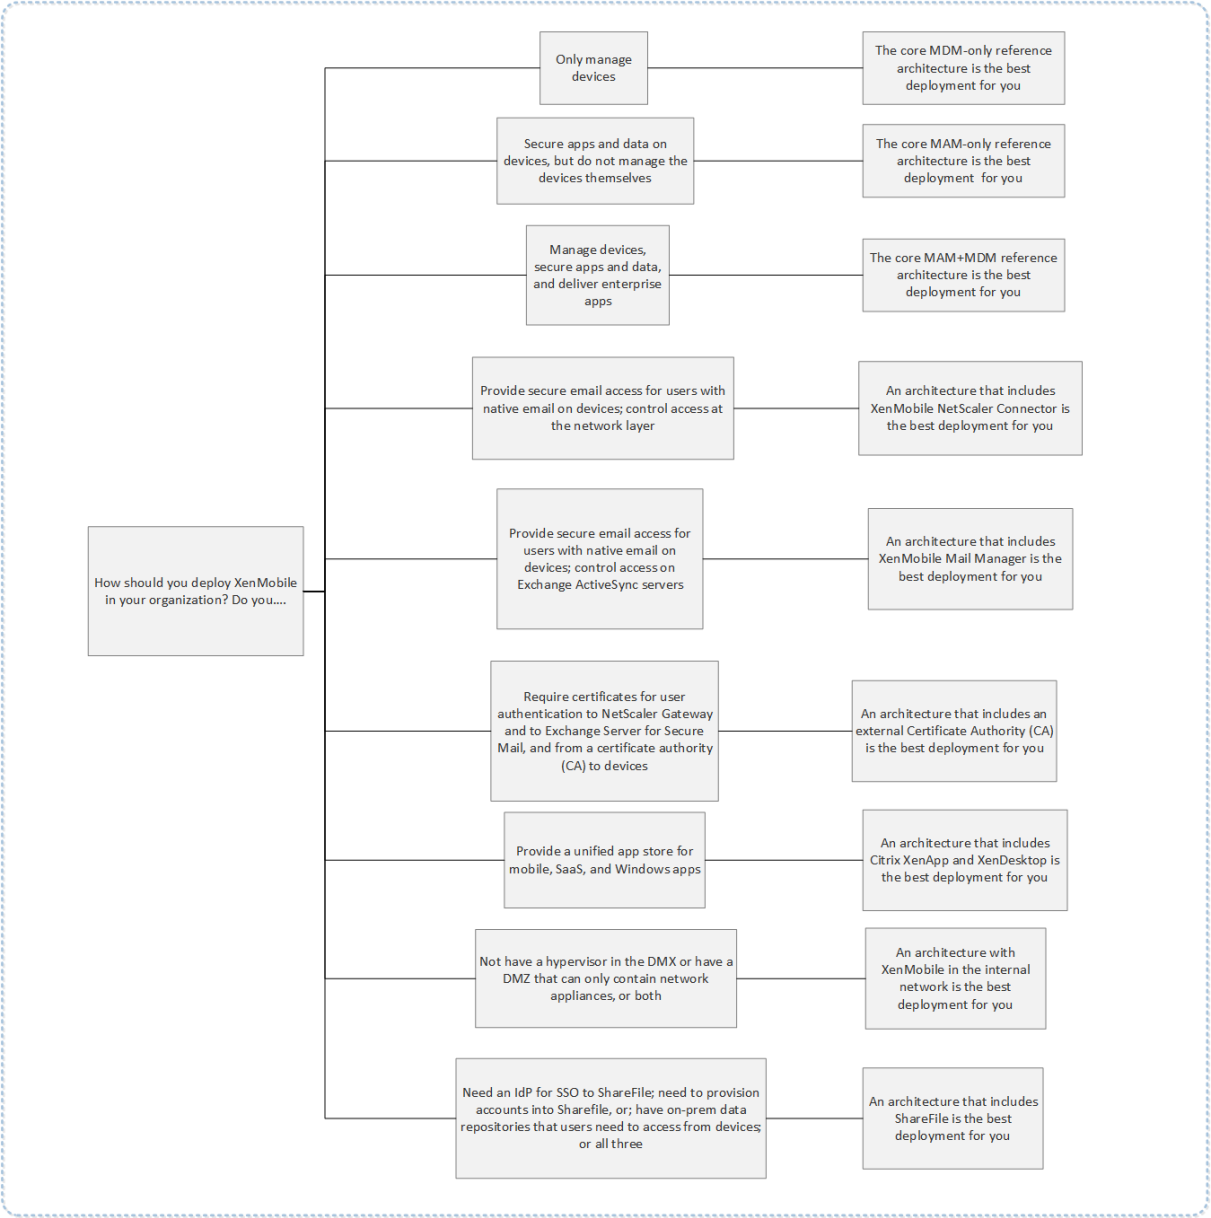 Only manage
devices
The core MDM-only reference
architecture is the best
deployment for you
Secure apps and data on
devices, but do not manage the
devices themselves
The core MAM-only reference
architecture is the best
deployment  for you
Manage devices,
secure apps and data,
and deliver enterprise
apps
The core MAM+MDM reference
architecture is the best
deployment for you
Provide secure email access for users with
native email on devices; control access at
the network layer
An architecture that includes
XenMobile NetScaler Connector is
the best deployment for you
How should you deploy XenMobile
in your organization? Do you....
Provide secure email access for
users with native email on
devices; control access on
Exchange ActiveSync servers
An architecture that includes
XenMobile Mail Manager is the
best deployment for you
Require certificates for user
authentication to NetScaler Gateway
and to Exchange Server for Secure
Mail, and from a certificate authority
(CA) to devices
An architecture that includes an
external Certificate Authority (CA)
is the best deployment for you
Provide a unified app store for
mobile, SaaS, and Windows apps
An architecture that includes
Citrix XenApp and XenDesktop is
the best deployment for you
Not have a hypervisor in the DMX or have a
DMZ that can only contain network
appliances, or both
An architecture with
XenMobile in the internal
network is the best
deployment for you
Need an IdP for SSO to ShareFile; need to provision
accounts into Sharefile, or; have on-prem data
repositories that users need to access from devices;
or all three
An architecture that includes
ShareFile is the best
deployment for you